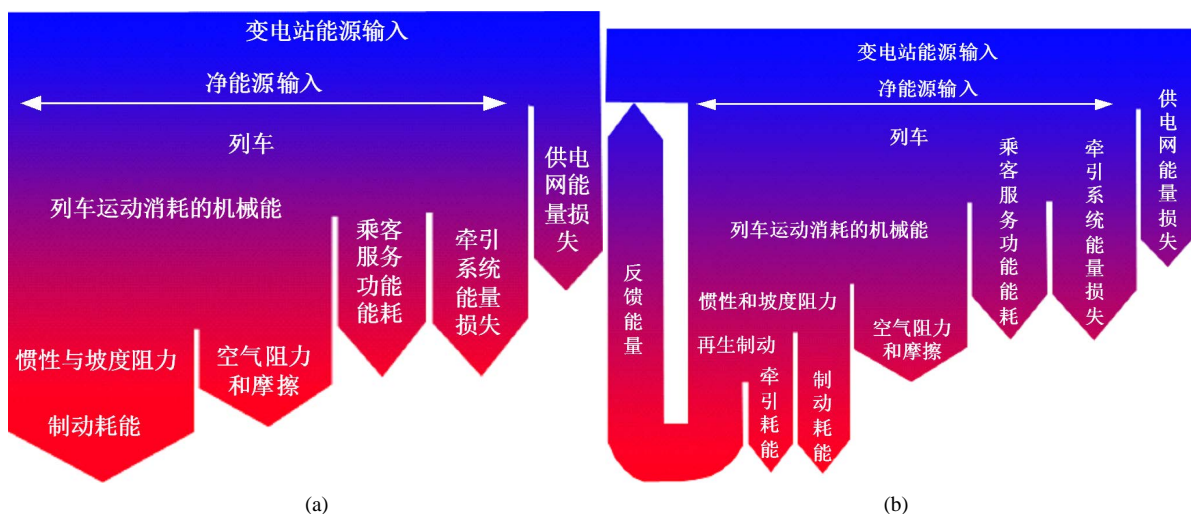 变电站能源输入
净能源输入
列车
列车运动消耗的机械能
惯性与坡度阻力
制动耗能
空气阻力
和摩擦
乘客
服务
功能
能耗
牵引
系统
能量
损失
供电
网能
量损
失
(a)
变电站能源输入
净能源输入
列车
列车运动消耗的机械能
反馈能量
惯性和坡度阻力
再生制动
牵引耗能
制动耗能
空气阻力
和摩擦
乘客服务功能能耗
牵引系统能量损失
供电网能量损失
(b)